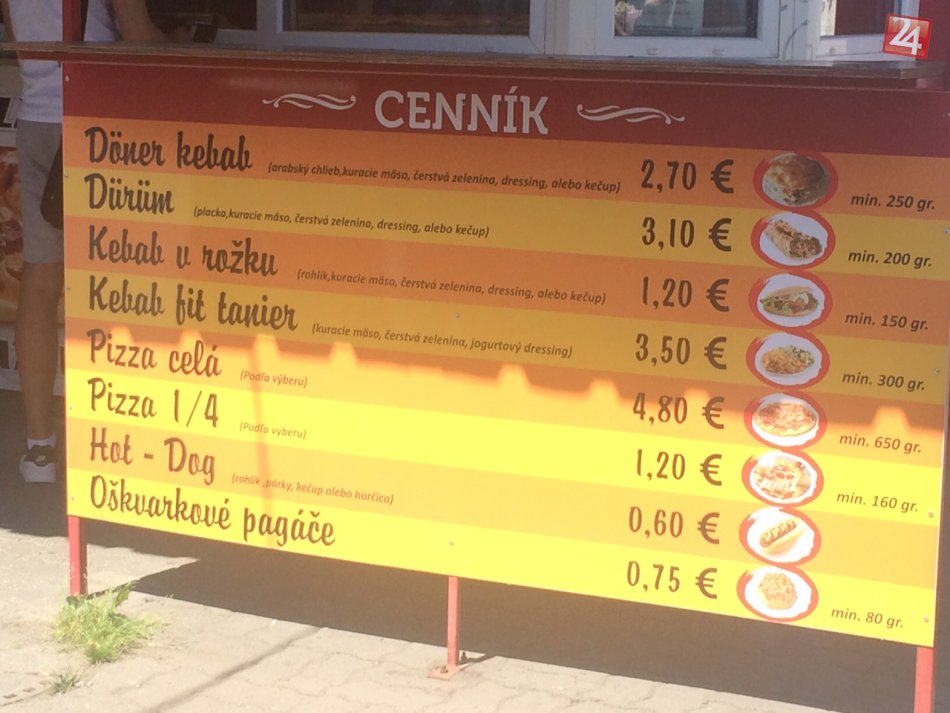 24
CENNÍK
Döner kebab (arabský chlieb,kuracie mäso, čerstvá zelenina, dressing, alebo kečup) 2,70 € min. 250 gr.
Dürüm (placka,kuracie mäso, čerstvá zelenina, dressing, alebo kečup) 3,10 € min. 200 gr.
Kebab v rožku (rohlík,kuracie mäso, čerstvá zelenina, dressing, alebo kečup) 1,20 € min. 150 gr.
Kebab fit tanier (kuracie mäso, čerstvá zelenina, jogurtový dressing) 3,50 € min. 300 gr.
Pizza celá (Podľa výberu) 4,80 € min. 650 gr.
Pizza 1/4 (Podľa výberu) 1,20 € min. 160 gr.
Hot - Dog (rohlík ,párky, kečup alebo horčica) 0,60 €
Oškvarkové pagáče 0,75 € min. 80 gr.